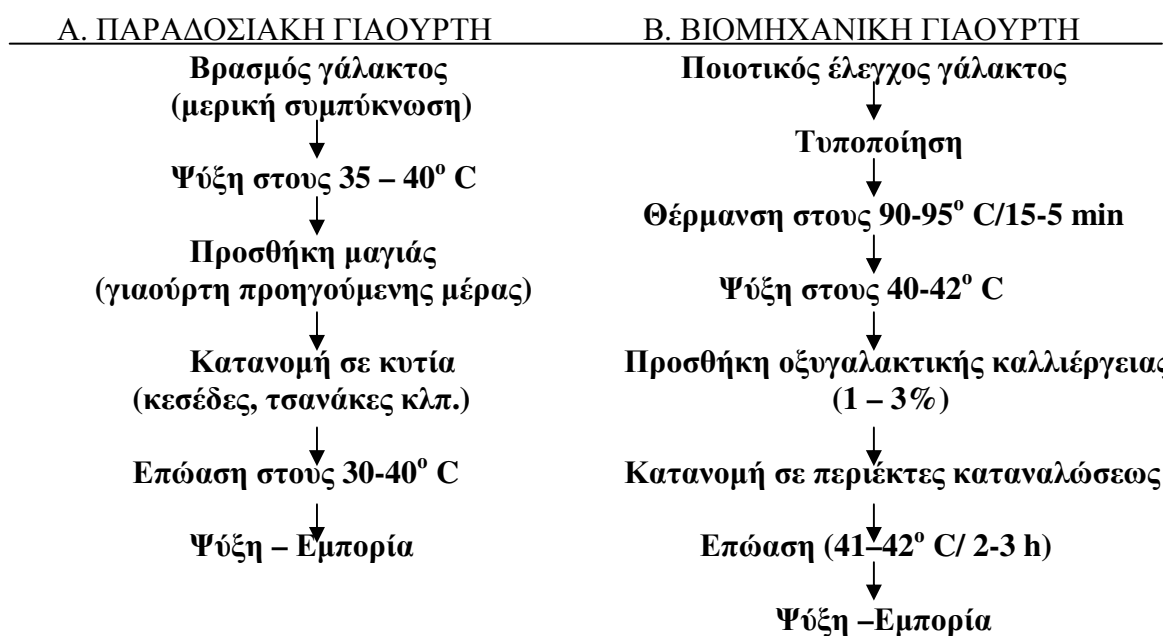 Α. ΠΑΡΑΔΟΣΙΑΚΗ ΓΙΑΟΥΡΤΗ
Βρασμός γάλακτος
(μερική συμπύκνωση)
Ψύξη στους 35 – 40° C
Προσθήκη μαγιάς
(γιαούρτη προηγούμενης μέρας)
Κατανομή σε κυτία
(κεσέδες, τσανάκες κλπ.)
Επώαση στους 30-40° C
Ψύξη – Εμπορία
Β. ΒΙΟΜΗΧΑΝΙΚΗ ΓΙΑΟΥΡΤΗ
Ποιοτικός έλεγχος γάλακτος
Τυποποίηση
Θέρμανση στους 90-95° C/15-5 min
Ψύξη στους 40-42° C
Προσθήκη οξυγαλακτικής καλλιέργειας
(1 – 3%)
Κατανομή σε περιέκτες καταναλώσεως
Επώαση (41–42° C/ 2-3 h)
Ψύξη –Εμπορία